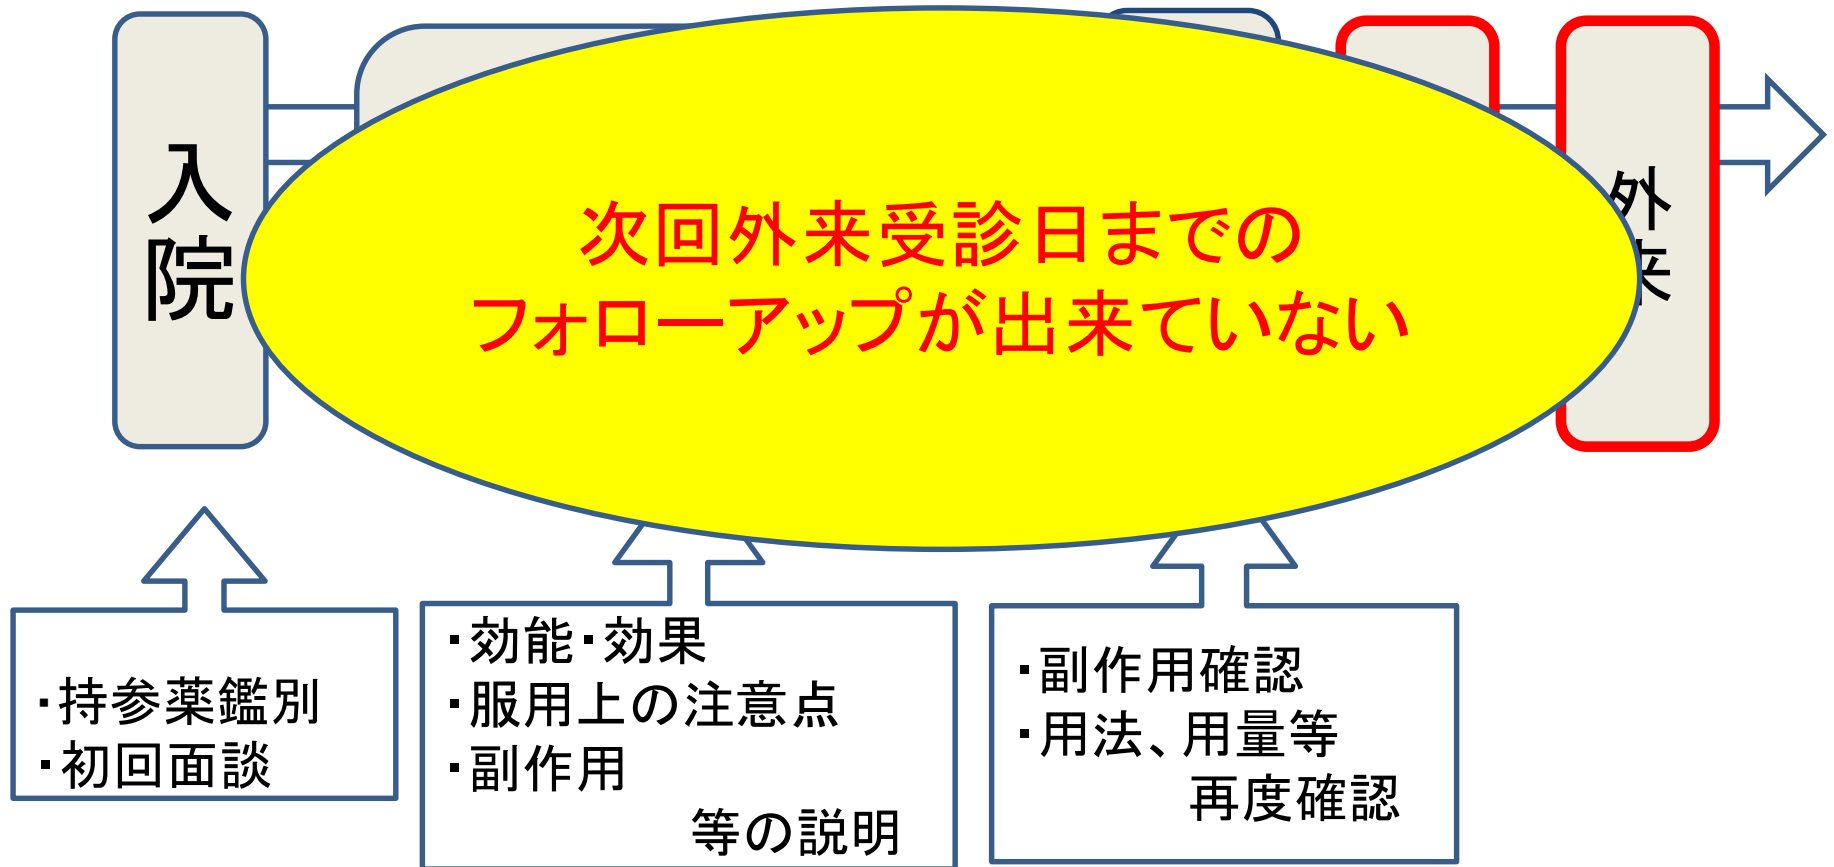 入院
次回外来受診日までの
フォローアップが出来ていない
外来
・持参薬鑑別
・初回面談
・効能・効果
・服用上の注意点
・副作用
等の説明
・副作用確認
・用法、用量等
再度確認